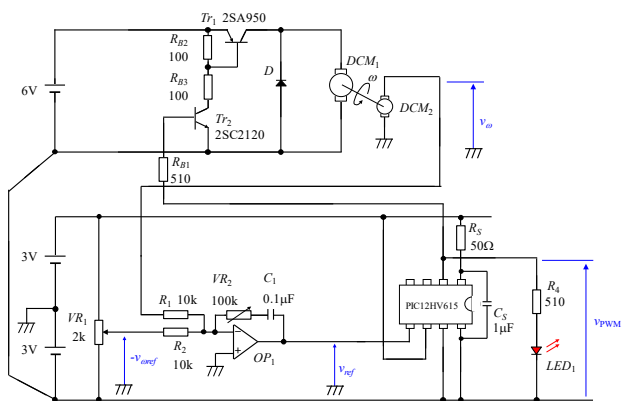 Tr1 2SA950
RB2
100
RB3
100
D
DCM1
ω
DCM2
6V
Tr2
2SC2120
vω
RB1
510
RS
50Ω
3V
VR2
100k
C1
0.1μF
R1 10k
PIC12HV615
CS
1μF
R4
510
vPWM
VR1
2k
R2
10k
OP1
3V
-vωref
vref
LED1